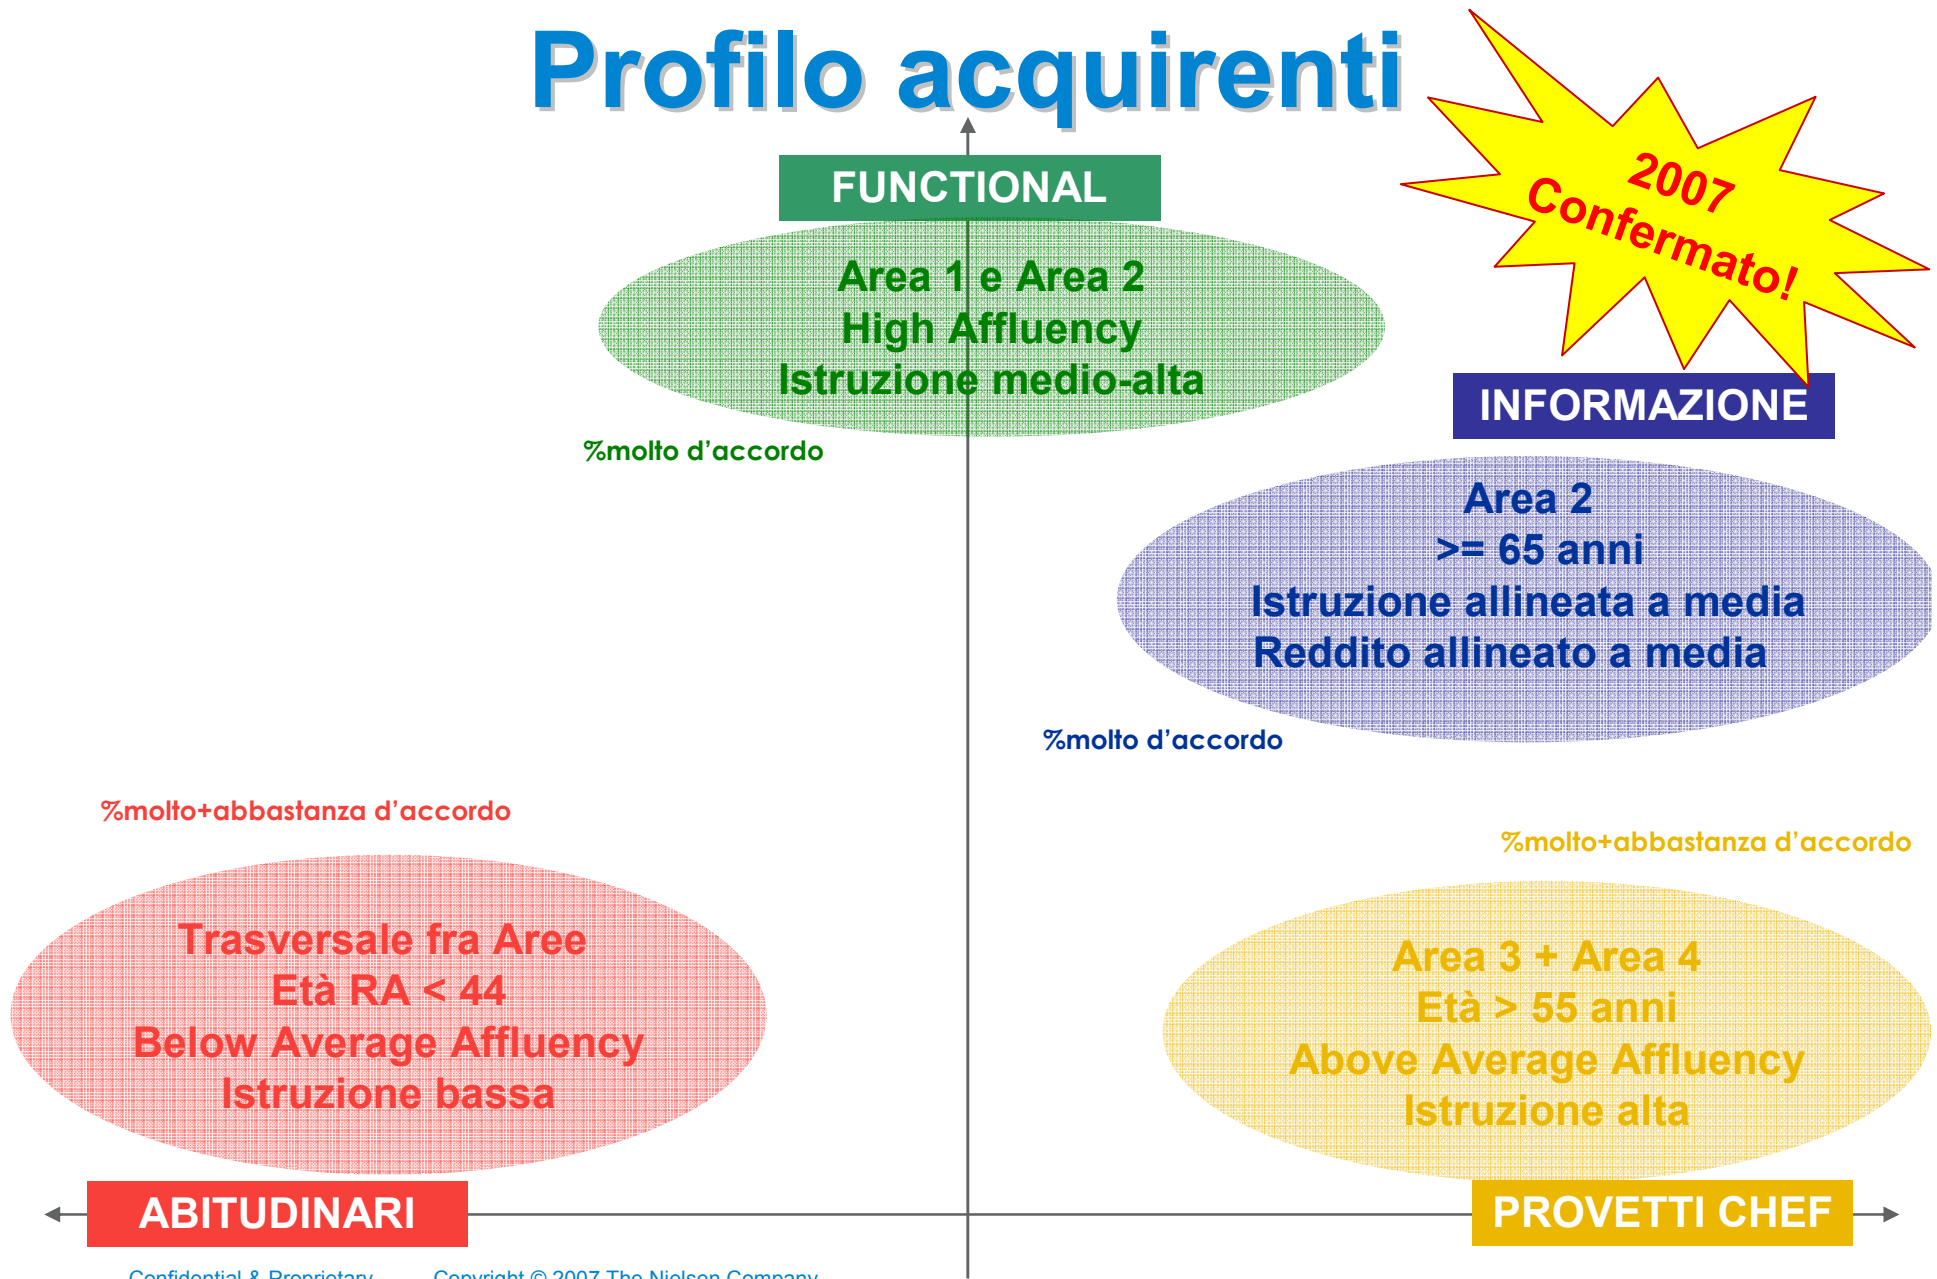 Profilo acquirenti
2007
Confermato!
FUNCTIONAL
Area 1 e Area 2
High Affluency
Istruzione medio-alta
%molto d'accordo
INFORMAZIONE
Area 2
>= 65 anni
Istruzione allineata a media
Reddito allineato a media
%molto d'accordo
%molto+abbastanza d'accordo
Trasversale fra Aree
Età RA < 44
Below Average Affluency
Istruzione bassa
ABITUDINARI
%molto+abbastanza d'accordo
Area 3 + Area 4
Età > 55 anni
Above Average Affluency
Istruzione alta
PROVETTI CHEF
Confidential & Proprietary Copyright © 2007 The Nielsen Company